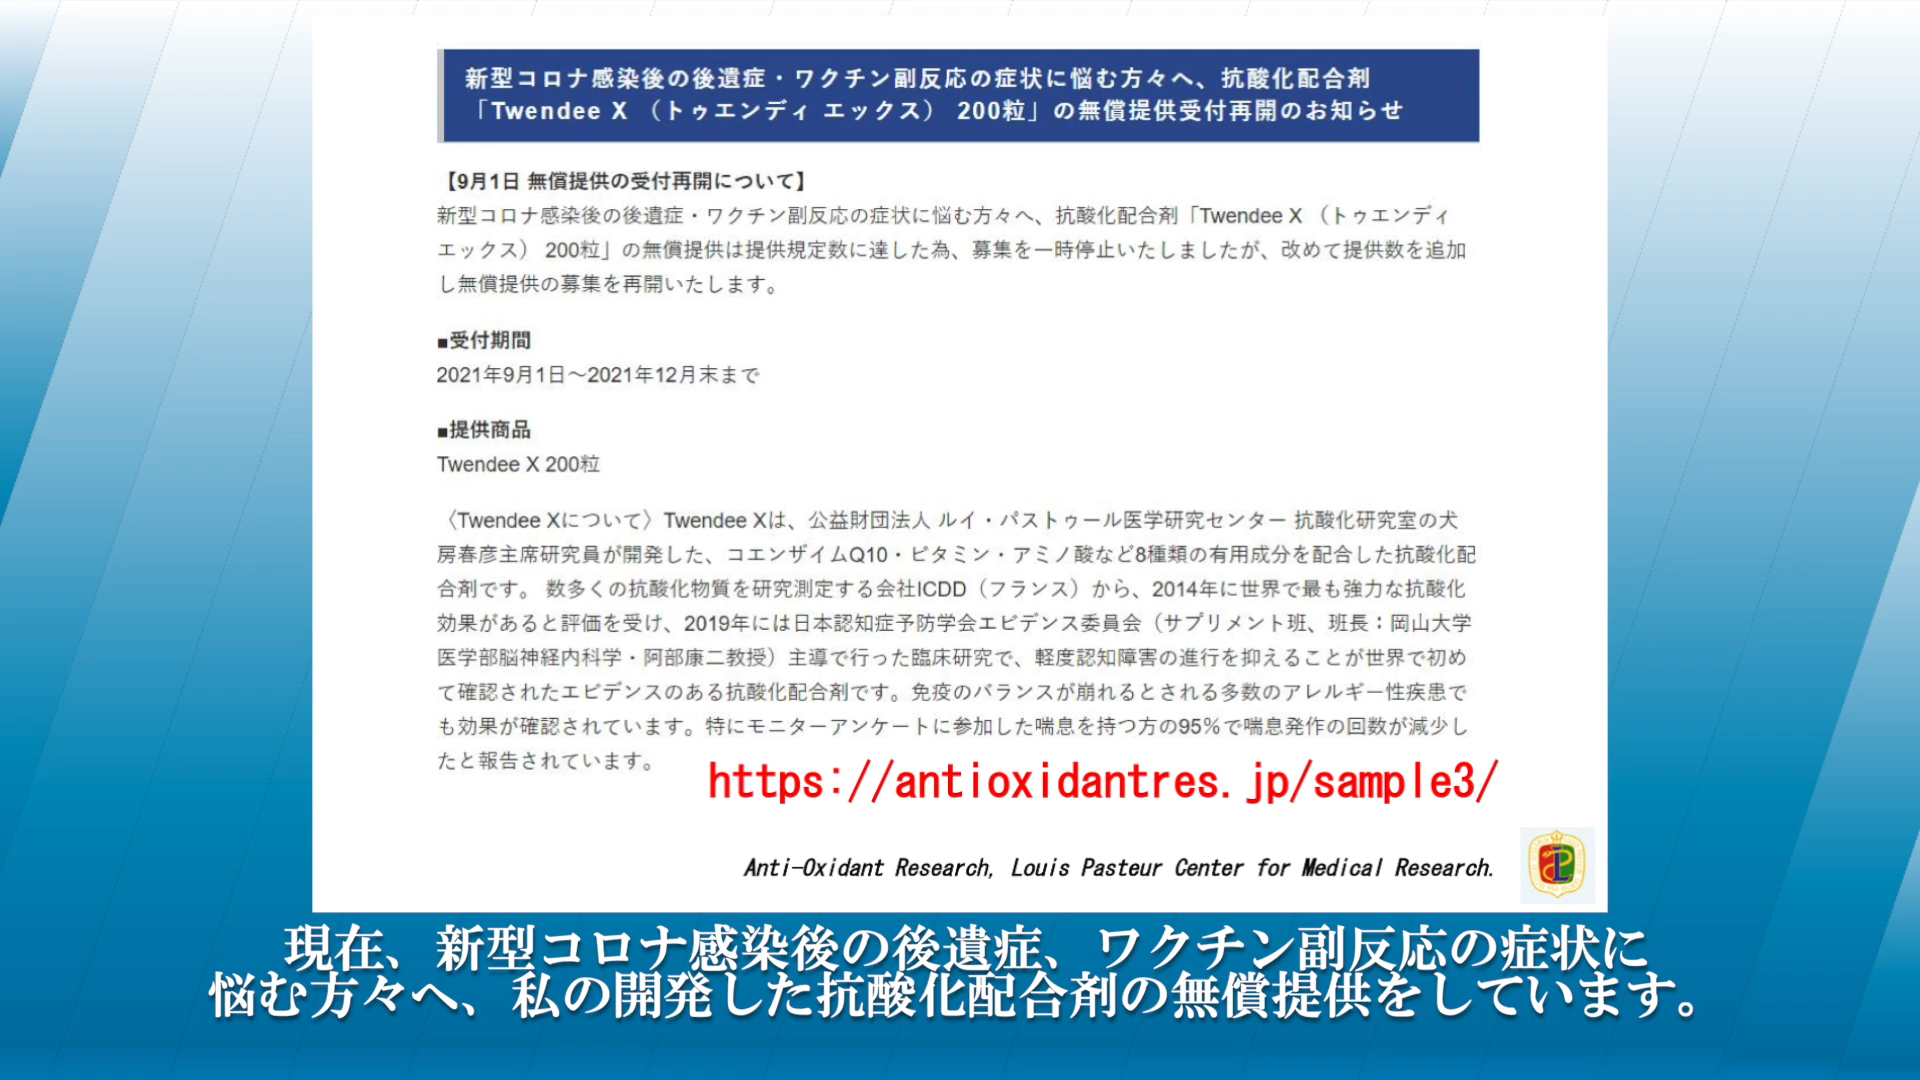 新型コロナ感染後の後遺症・ワクチン副反応の症状に悩む方々へ、抗酸化配合剤
「Twendee X （トゥエンディ エックス） 200粒」の無償提供受付再開のお知らせ
【9月1日 無償提供の受付再開について】
新型コロナ感染後の後遺症・ワクチン副反応の症状に悩む方々へ、抗酸化配合剤「Twendee X （トゥエンディ
エックス） 200粒」の無償提供は提供規定数に達した為、募集を一時停止いたしましたが、改めて提供数を追加
し無償提供の募集を再開いたします。
■受付期間
2021年9月1日～2021年12月末まで
■提供商品
Twendee X 200粒
〈Twendee Xについて〉Twendee Xは、公益財団法人 ルイ・パストゥール医学研究センター 抗酸化研究室の犬
房春彦主席研究員が開発した、コエンザイムQ10・ビタミン・アミノ酸など8種類の有用成分を配合した抗酸化配
合剤です。 数多くの抗酸化物質を研究測定する会社ICDD（フランス）から、2014年に世界で最も強力な抗酸化
効果があると評価を受け、2019年には日本認知症予防学会エビデンス委員会（サプリメント班、班長：岡山大学
医学部脳神経内科学・阿部康二教授）主導で行った臨床研究で、軽度認知障害の進行を抑えることが世界で初め
て確認されたエビデンスのある抗酸化配合剤です。免疫のバランスが崩れるとされる多数のアレルギー性疾患で
も効果が確認されています。特にモニターアンケートに参加した喘息を持つ方の95％で喘息発作の回数が減少し
たと報告されています。
https://antioxidantres.jp/sample3/
Anti-Oxidant Research, Louis Pasteur Center for Medical Research.
現在、新型コロナ感染後の後遺症、ワクチン副反応の症状に
悩む方々へ、私の開発した抗酸化配合剤の無償提供をしています。